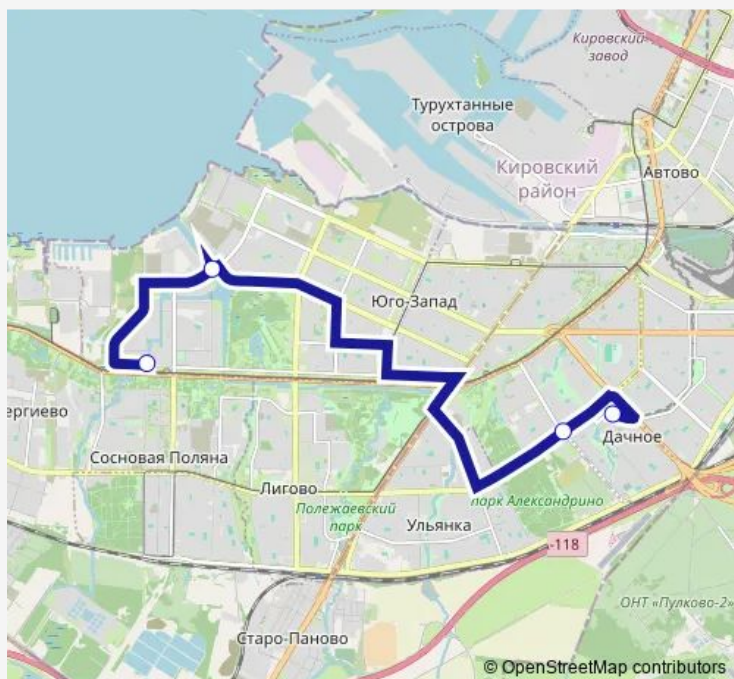 Кировский
завод
Турухтанные
острова
Кировский
район
Автово
Юго-Запад
ергиево
Сосновая Поляна
Лигово
Дачное
парк Александрино
Полежаевский
парк
Ульянка
-118
ОНТ «Пулково-2»
Старо-Паново
© OpenStreetMap contributors